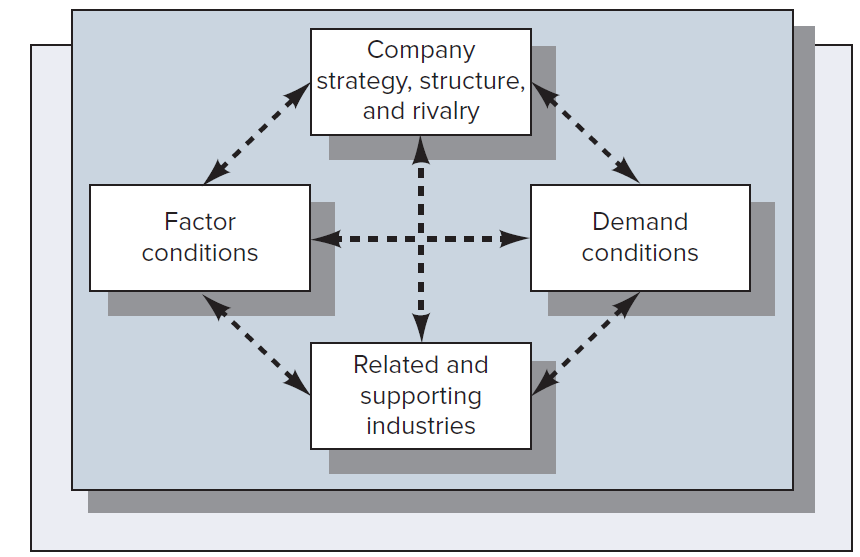 Company
strategy, structure,
and rivalry
Factor
conditions
Demand
conditions
Related and
supporting
industries